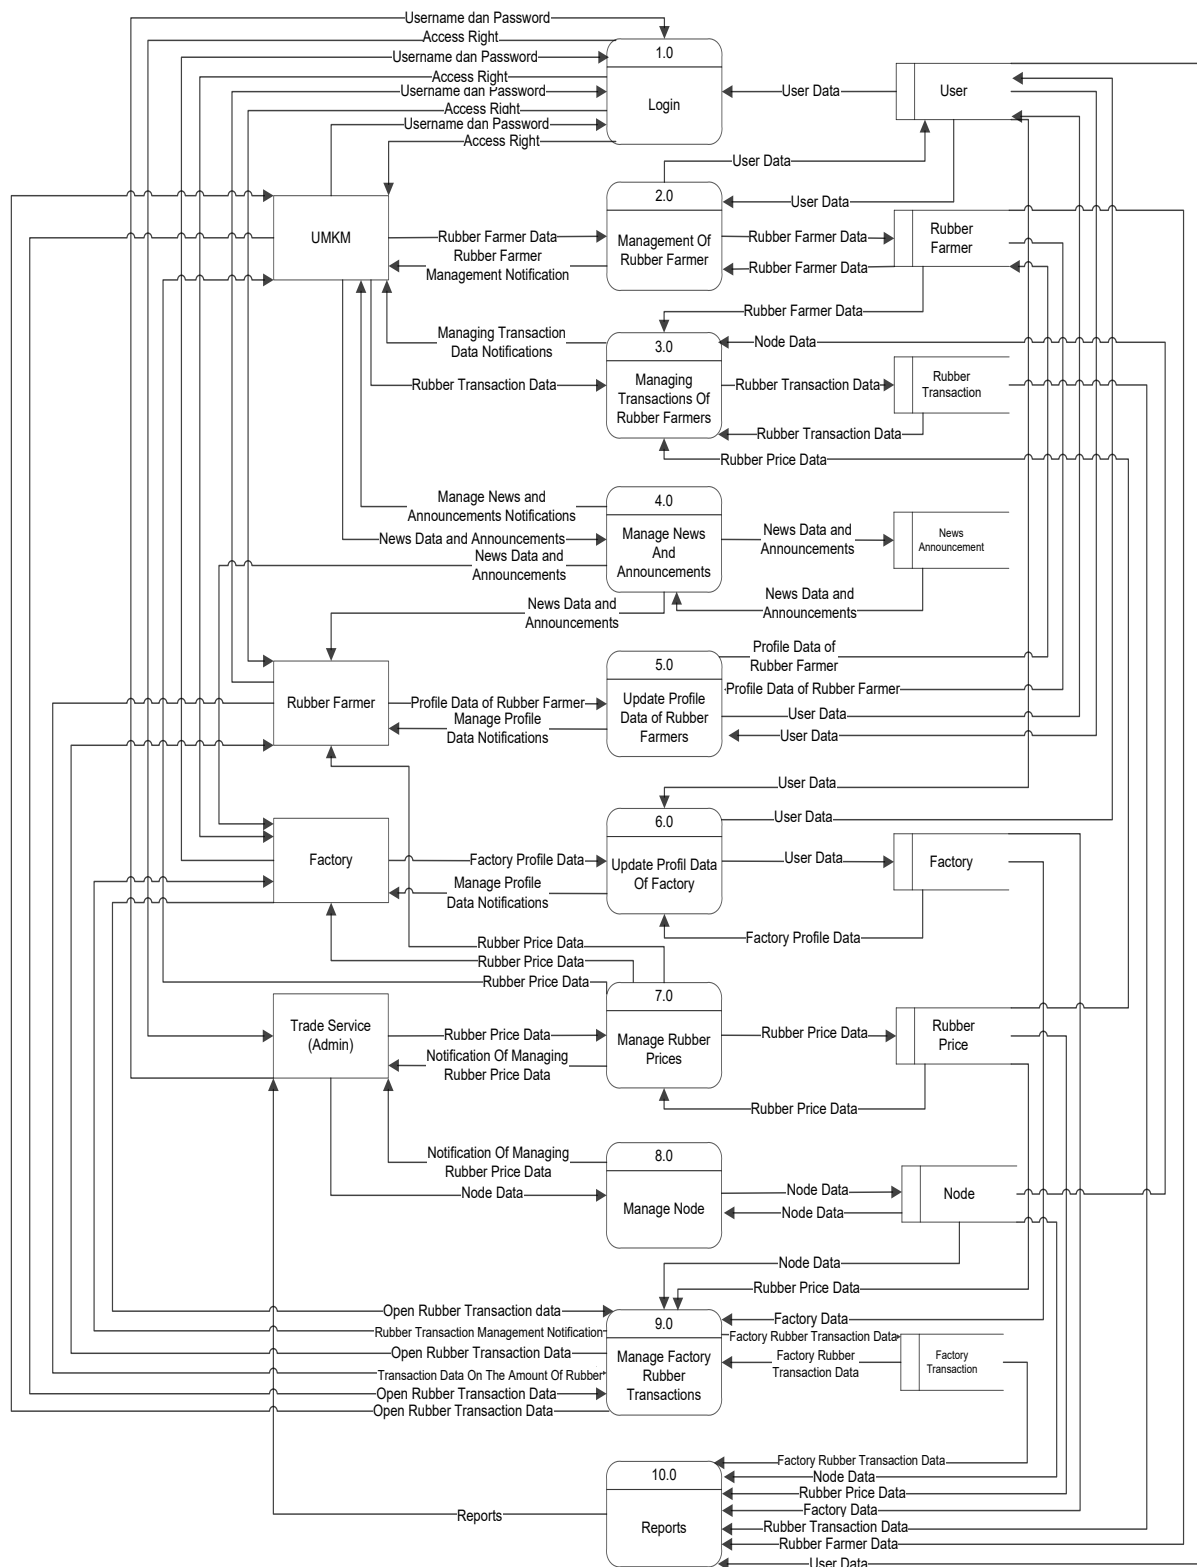 Username dan Password
Access Right
Username dan Password
Access Right
Username dan Password
Access Right
Username dan Password
Access Right
1.0
Login
User Data
User
User Data
User Data
UMKM
Rubber Farmer Data
Rubber Farmer
Management Notification
2.0
Management Of
Rubber Farmer
Rubber Farmer Data
Rubber Farmer Data
Rubber
Farmer
Rubber Farmer Data
Managing Transaction
Data Notifications
Rubber Transaction Data
3.0
Managing
Transactions Of
Rubber Farmers
Node Data
Rubber Transaction Data
Rubber Transaction Data
Rubber Price Data
Rubber
Transaction
Manage News and
Announcements Notifications
News Data and Announcements
News Data and
Announcements
News Data and
Announcements
4.0
Manage News
And
Announcements
News Data and
Announcements
News Data and
Announcements
News
Announcement
Rubber Farmer
Profile Data of Rubber Farmer
Manage Profile
Data Notifications
5.0
Update Profile
Data of Rubber
Farmers
Profile Data of
Rubber Farmer
Profile Data of Rubber Farmer
User Data
User Data
User Data
User Data
Factory
Factory Profile Data
Manage Profile
Data Notifications
6.0
Update Profil Data
Of Factory
User Data
Factory Profile Data
Factory
Rubber Price Data
Rubber Price Data
Rubber Price Data
Trade Service
(Admin)
Rubber Price Data
Notification Of Managing
Rubber Price Data
7.0
Manage Rubber
Prices
Rubber Price Data
Rubber Price Data
Rubber
Price
Notification Of Managing
Rubber Price Data
Node Data
8.0
Manage Node
Node Data
Node Data
Node
Node Data
Rubber Price Data
Factory Data
Open Rubber Transaction data
Rubber Transaction Management Notification
Open Rubber Transaction Data
Transaction Data On The Amount Of Rubber
Open Rubber Transaction Data
Open Rubber Transaction Data
9.0
Manage Factory
Rubber
Transactions
Factory Rubber Transaction Data
Factory Rubber
Transaction Data
Factory
Transaction
Reports
10.0
Reports
Factory Rubber Transaction Data
Node Data
Rubber Price Data
Factory Data
Rubber Transaction Data
Rubber Farmer Data
User Data